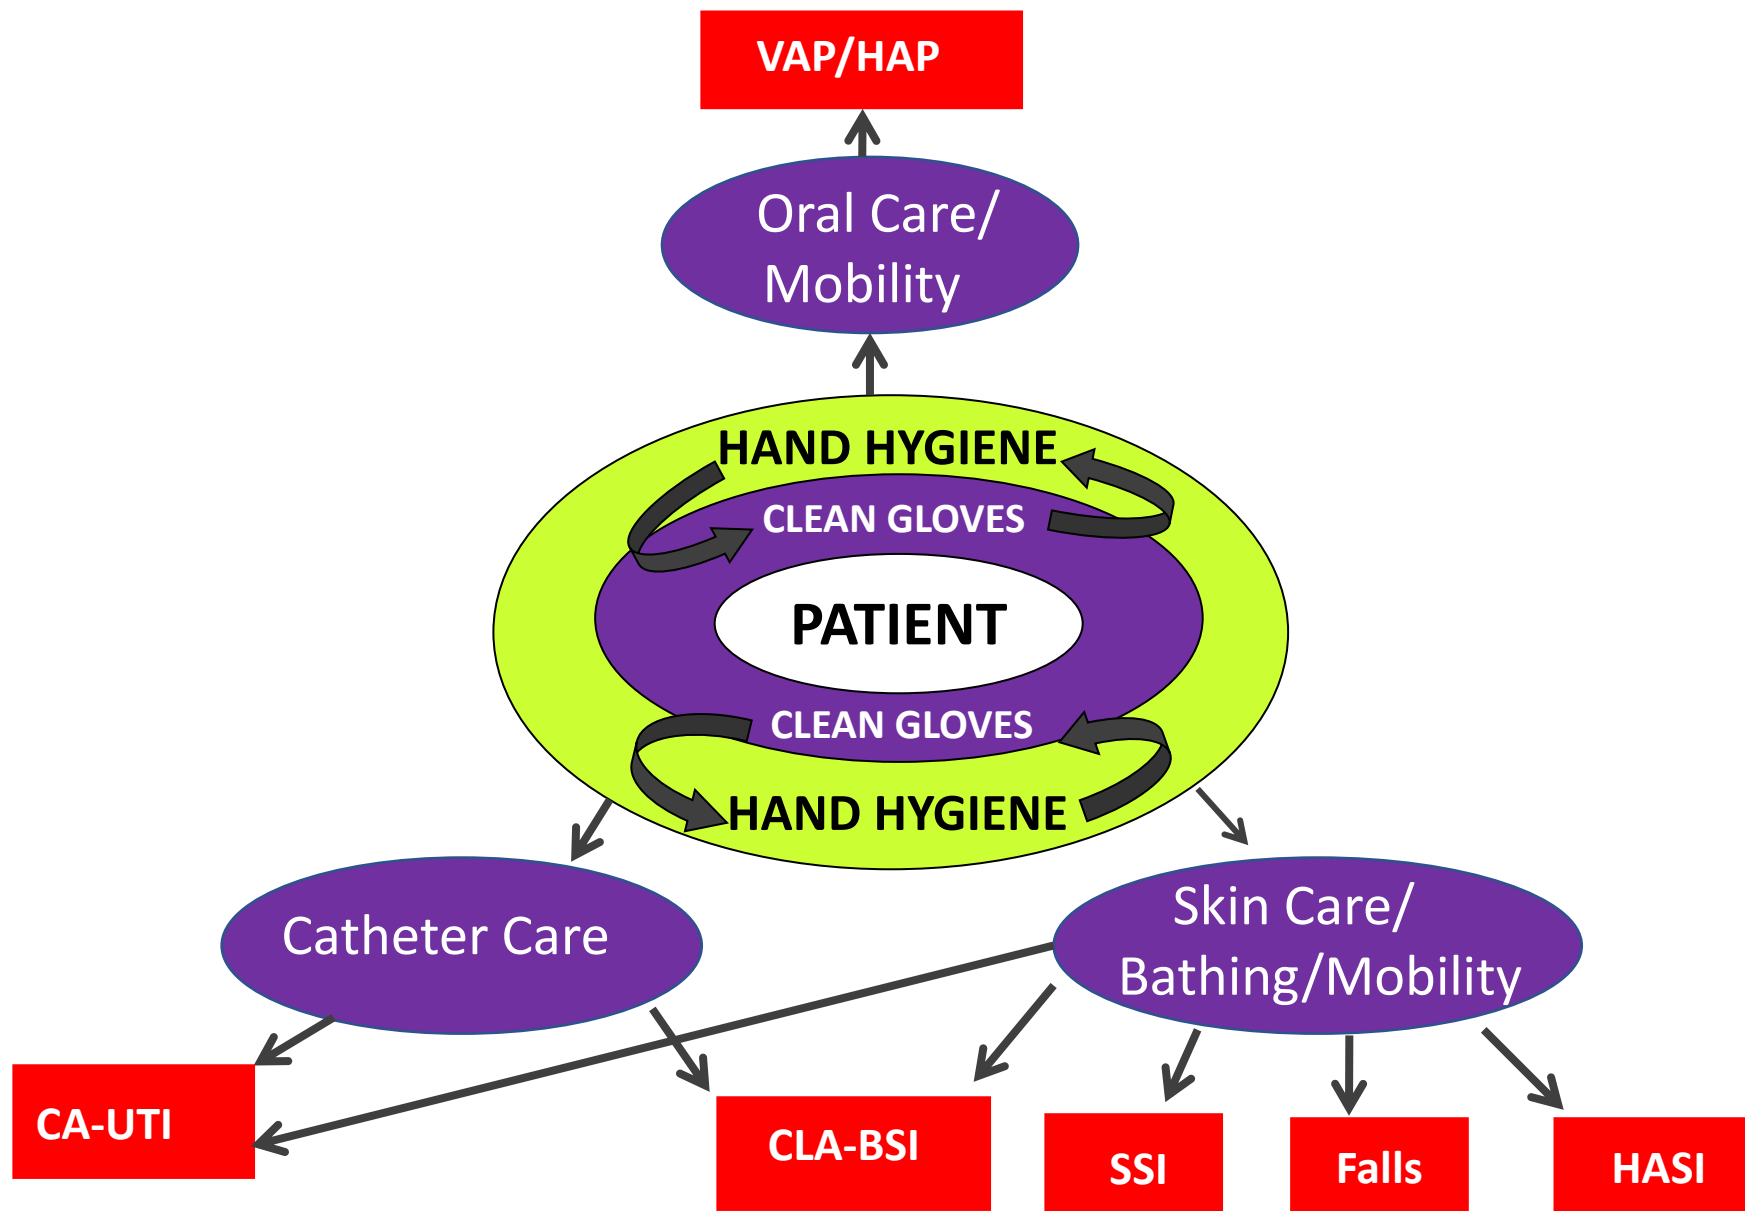 VAP/HAP
Oral Care/
Mobility
HAND HYGIENE
CLEAN GLOVES
PATIENT
CLEAN GLOVES
HAND HYGIENE
Catheter Care
Skin Care/
Bathing/Mobility
CA-UTI
CLA-BSI
SSI
Falls
HASI